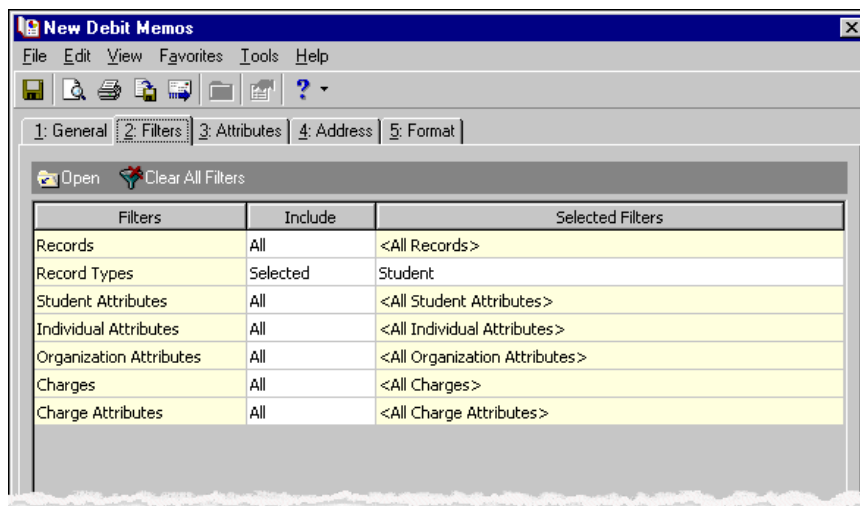 New Debit Memos
File Edit View Favorites Tools Help
1: General 2: Filters 3: Attributes 4: Address 5: Format
Open Clear All Filters
Filters Include Selected Filters
Records All <All Records>
Record Types Selected Student
Student Attributes All <All Student Attributes>
Individual Attributes All <All Individual Attributes>
Organization Attributes All <All Organization Attributes>
Charges All <All Charges>
Charge Attributes All <All Charge Attributes>